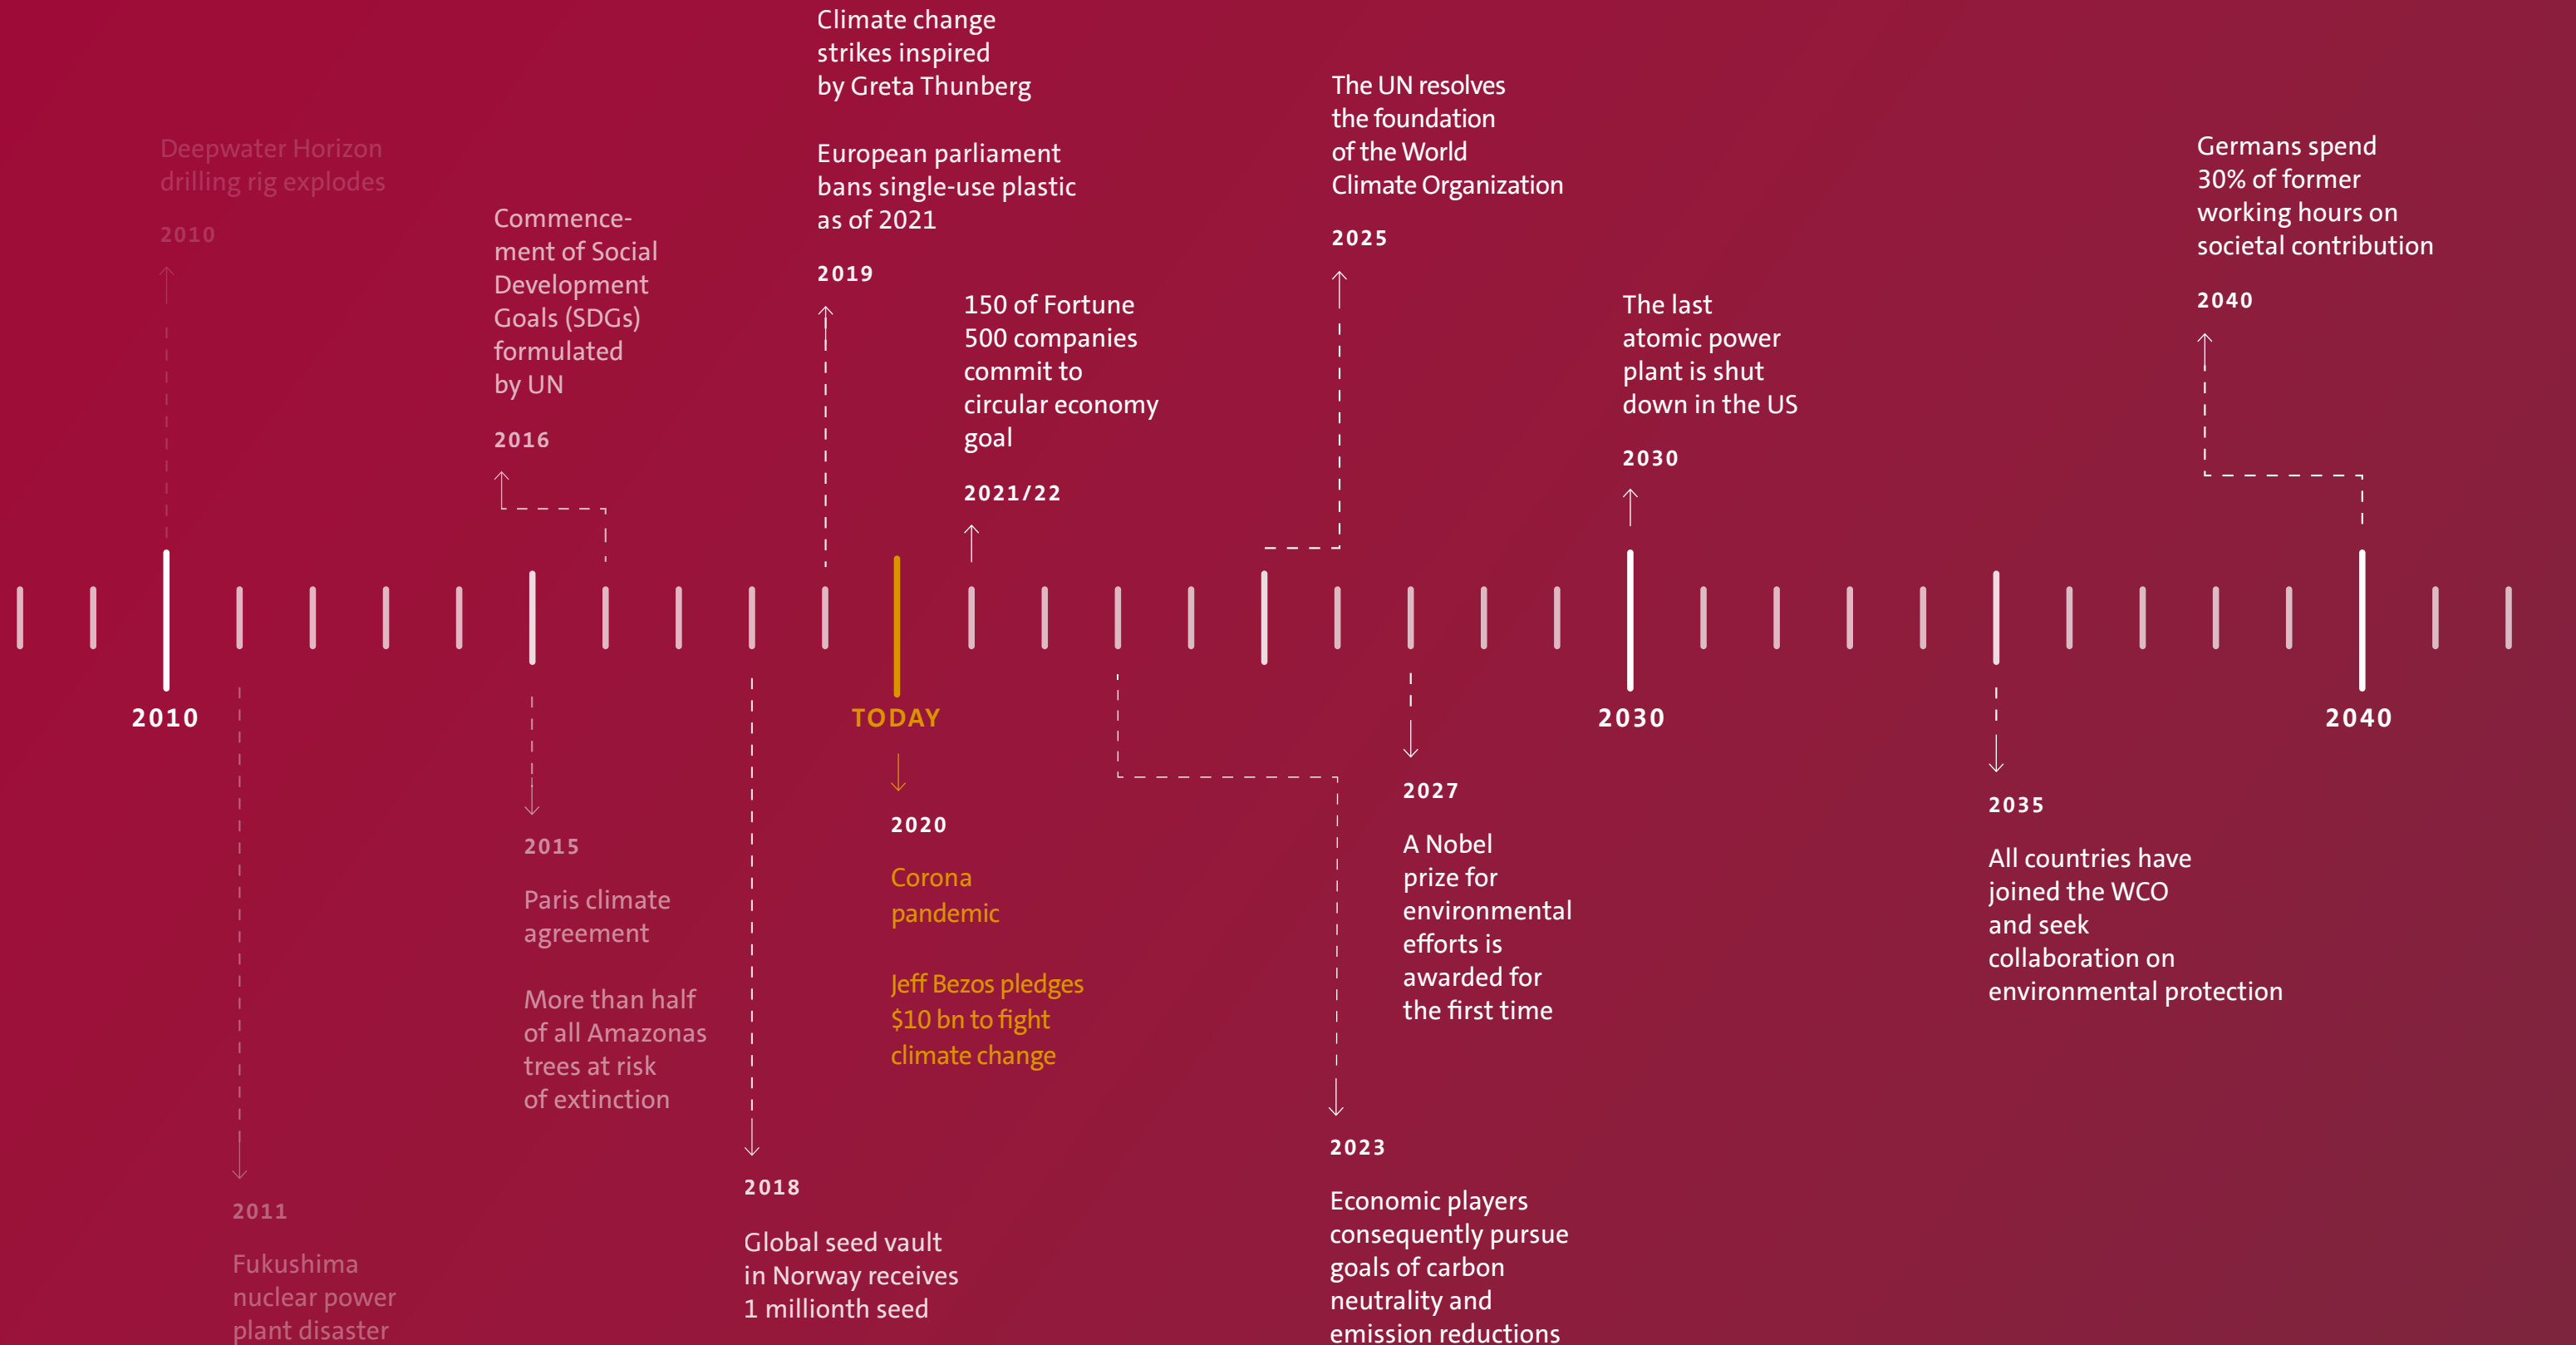 Deepwater Horizon
drilling rig explodes
2010
Commence-
ment of Social
Development
Goals (SDGs)
formulated
by UN
2016
Climate change
strikes inspired
by Greta Thunberg
European parliament
bans single-use plastic
as of 2021
2019
150 of Fortune
500 companies
commit to
circular economy
goal
2021/22
The UN resolves
the foundation
of the World
Climate Organization
2025
The last
atomic power
plant is shut
down in the US
2030
Germans spend
30% of former
working hours on
societal contribution
2040
2010
TODAY
2030
2040
2011
Fukushima
nuclear power
plant disaster
2015
Paris climate
agreement
More than half
of all Amazonas
trees at risk
of extinction
2018
Global seed vault
in Norway receives
1 millionth seed
2020
Corona
pandemic
Jeff Bezos pledges
$10 bn to fight
climate change
2023
Economic players
consequently pursue
goals of carbon
neutrality and
emission reductions
2027
A Nobel
prize for
environmental
efforts is
awarded for
the first time
2035
All countries have
joined the WCO
and seek
collaboration on
environmental protection